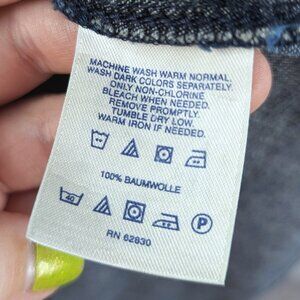 MACHINE WASH WARM NORMAL.
WASH DARK COLORS SEPARATELY.
ONLY NON-CHLORINE
BLEACH WHEN NEEDED.
REMOVE PROMPTLY.
TUMBLE DRY LOW.
WARM IRON IF NEEDED.
100% BAUMWOLLE
40 P
RN 62830